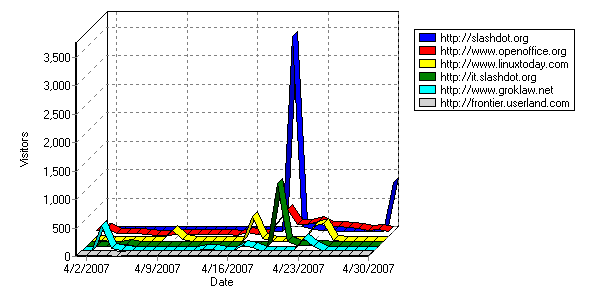 3,500
3,000
2,500
2,000
1,500
1,000
500
0
Visitors
4/2/2007
4/9/2007
4/16/2007
4/23/2007
4/30/2007
Date
http://slashdot.org
http://www.openoffice.org
http://www.linuxtoday.com
http://it.slashdot.org
http://www.groklaw.net
http://frontier.userland.com